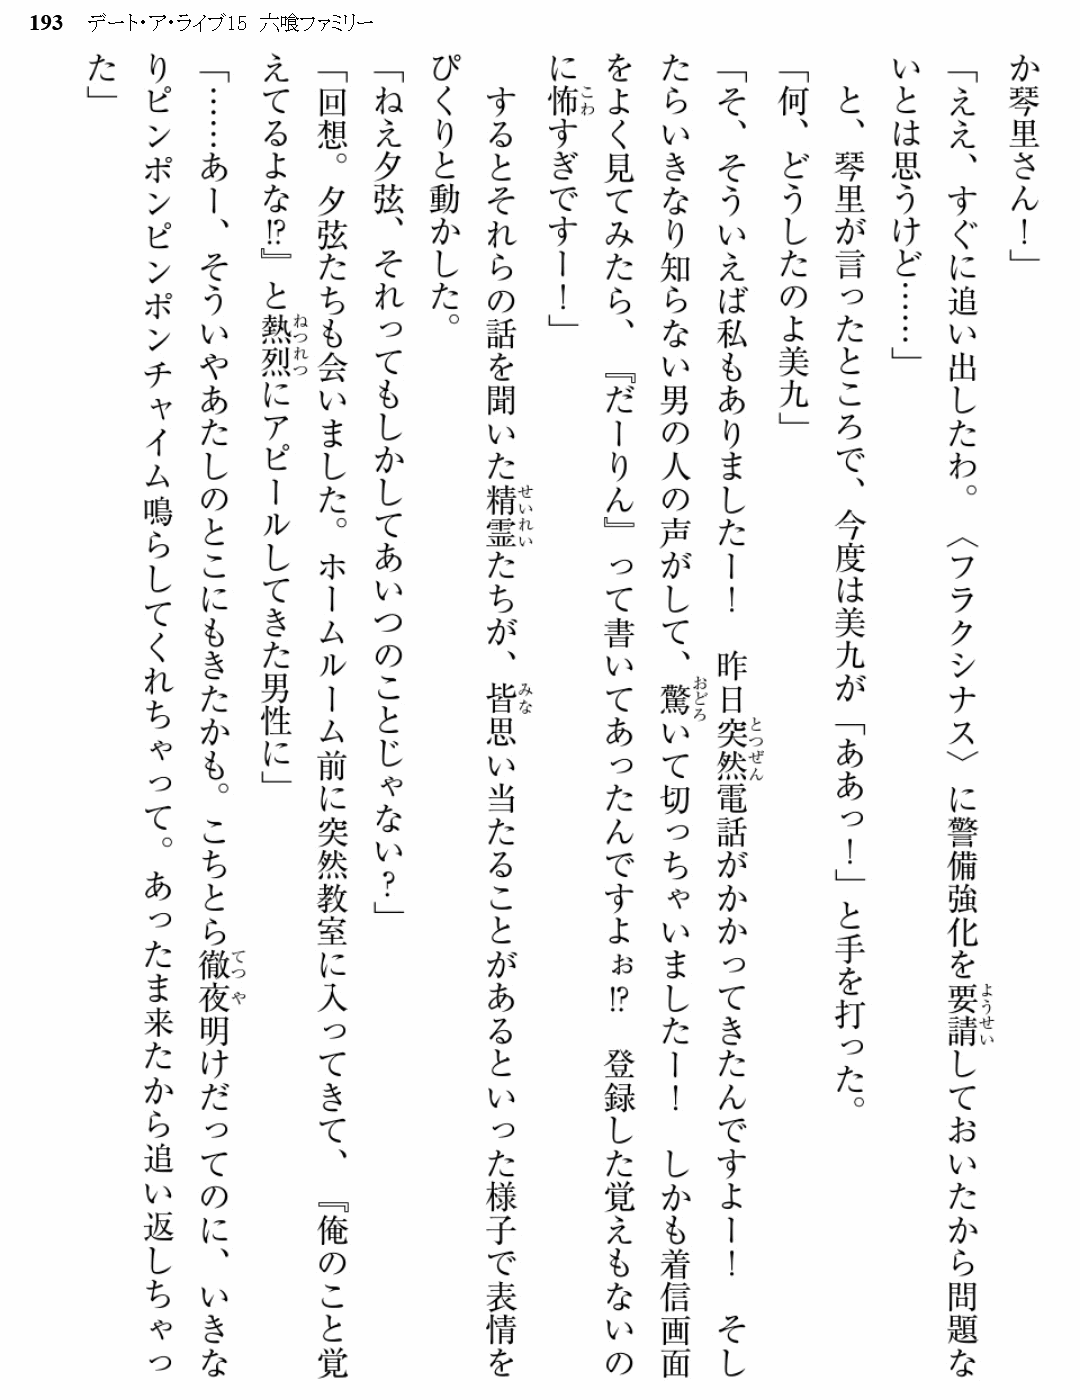 193 デート・ア・ライブ15 六喰ファミリー
か琴里さん！」
「ええ、すぐに追い出したわ。〈フラクシナス〉に警備強化を要請しておいたから問題な
いとは思うけど……」
と、琴里が言ったところで、今度は美九が「ああっ！」と手を打った。
「何、どうしたのよ美九」
「そ、そういえば私もありましたー！　昨日突然電話がかかってきたんですよー！　そし
たらいきなり知らない男の人の声がして、驚いて切っちゃいましたー！　しかも着信画面
をよく見てみたら、『だーりん』って書いてあったんですよぉ!?　登録した覚えもないの
に怖すぎですー！」
するとそれらの話を聞いた精霊たちが、皆思い当たることがあるといった様子で表情を
ぴくりと動かした。
「ねえ夕弦、それってもしかしてあいつのことじゃない？」
「回想。夕弦たちも会いました。ホームルーム前に突然教室に入ってきて、『俺のこと覚
えてるよな!?』と熱烈にアピールしてきた男性に」
「……あー、そういやあたしのとこにもきたかも。こちとら徹夜明けだってのに、いきな
りピンポンピンポンチャイム鳴らしてくれちゃって。あったま来たから追い返しちゃっ
た」